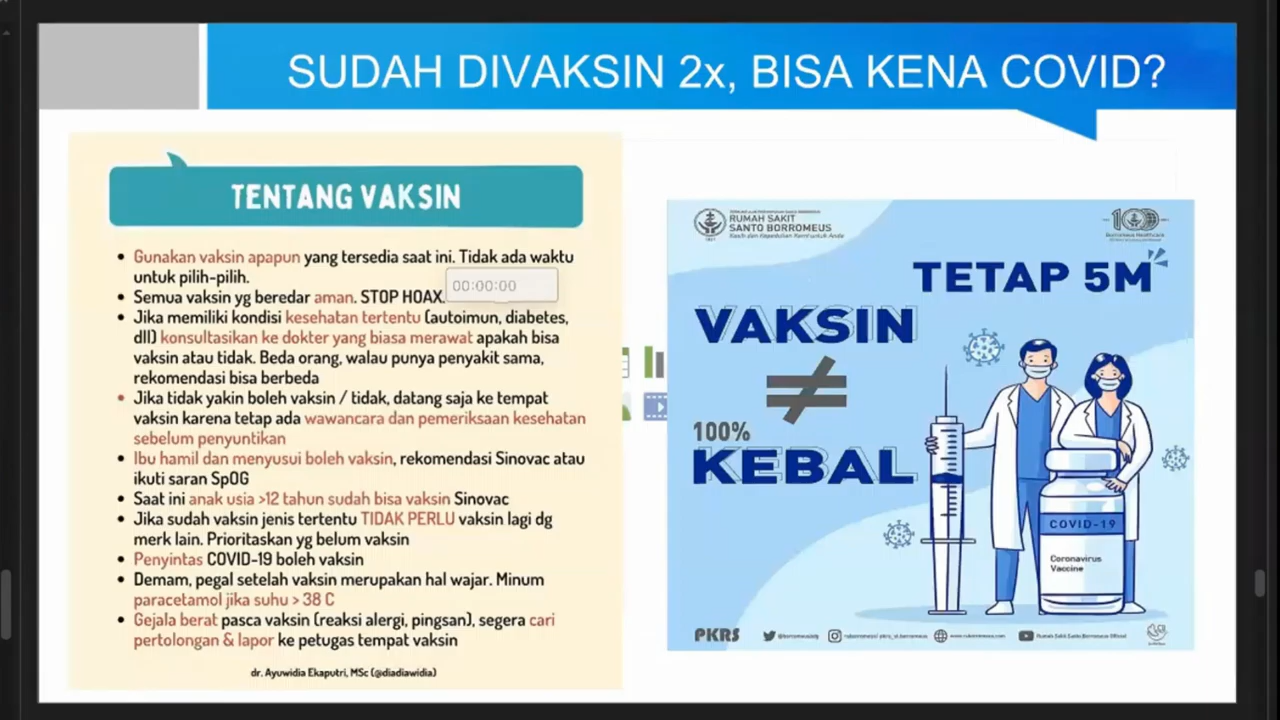 SUDAH DIVAKSIN 2x, BISA KENA COVID?
TENTANG VAKSIN
• Gunakan vaksin apapun yang tersedia saat ini. Tidak ada waktu
untuk pilih-pilih.
• Semua vaksin yg beredar aman. STOP HOAX.
00:00:00
• Jika memiliki kondisi kesehatan tertentu (autoimun, diabetes,
dll) konsultasikan ke dokter yang biasa merawat apakah bisa
vaksin atau tidak. Beda orang, walau punya penyakit sama,
rekomendasi bisa berbeda
• Jika tidak yakin boleh vaksin / tidak, datang saja ke tempat
vaksin karena tetap ada wawancara dan pemeriksaan kesehatan
sebelum penyuntikan
• Ibu hamil dan menyusui boleh vaksin, rekomendasi Sinovac atau
ikuti saran SpOG
• Saat ini anak usia >12 tahun sudah bisa vaksin Sinovac
• Jika sudah vaksin jenis tertentu TIDAK PERLU vaksin lagi dg
merk lain. Prioritaskan yg belum vaksin
• Penyintas COVID-19 boleh vaksin
• Demam, pegal setelah vaksin merupakan hal wajar. Minum
paracetamol jika suhu > 38 C
• Gejala berat pasca vaksin (reaksi alergi, pingsan), segera cari
pertolongan & lapor ke petugas tempat vaksin
dr. Ayuwidia Ekaputri, MSc (@diadiawidia)
RUMAH SAKIT
SANTO BORROMEUS
100
Borromeus Healthcare
TETAP 5M
VAKSIN
≠
100%
KEBAL
COVID-19
Coronavirus
Vaccine
PKRS
Rumah Sakit Santo Borromeus Official